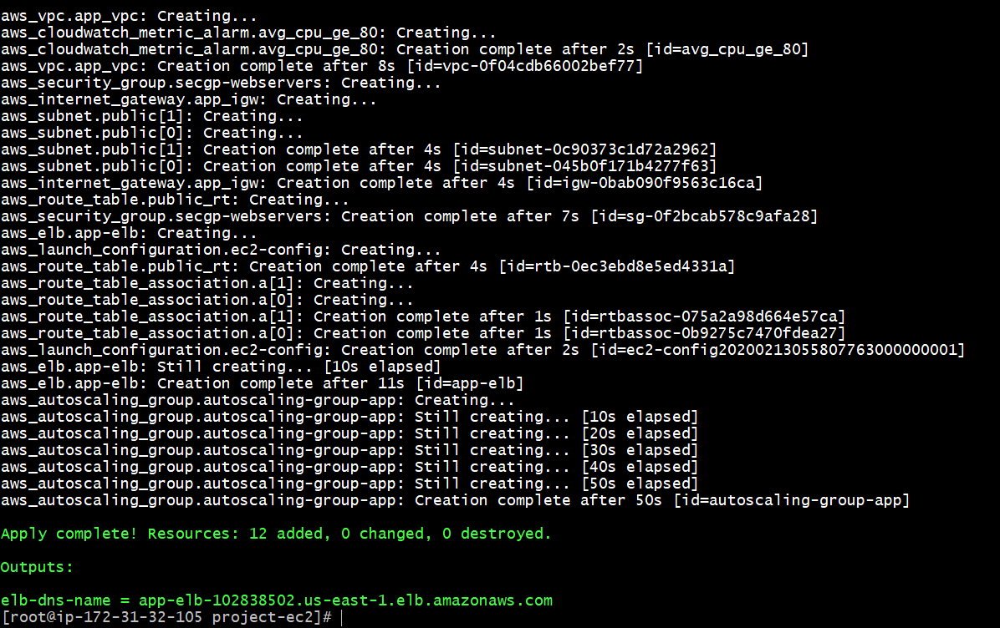 aws_vpc.app_vpc: Creating...
aws_cloudwatch_metric_alarm.avg_cpu_ge_80: Creating...
aws_cloudwatch_metric_alarm.avg_cpu_ge_80: Creation complete after 2s [id=avg_cpu_ge_80]
aws_vpc.app_vpc: Creation complete after 8s [id=vpc-0f04cdb66002bef77]
aws_security_group.secgp-webservers: Creating...
aws_internet_gateway.app_igw: Creating...
aws_subnet.public[1]: Creating...
aws_subnet.public[0]: Creating...
aws_subnet.public[1]: Creation complete after 4s [id=subnet-0c90373c1d72a2962]
aws_subnet.public[0]: Creation complete after 4s [id=subnet-045b0f171b4277f63]
aws_internet_gateway.app_igw: Creation complete after 4s [id=igw-0bab090f9563c16ca]
aws_route_table.public_rt: Creating...
aws_security_group.secgp-webservers: Creation complete after 7s [id=sg-0f2bcab578c9afa28]
aws_elb.app-elb: Creating...
aws_launch_configuration.ec2-config: Creating...
aws_route_table.public_rt: Creation complete after 4s [id=rtb-0ec3ebd8e5ed4331a]
aws_route_table_association.a[1]: Creating...
aws_route_table_association.a[0]: Creating...
aws_route_table_association.a[1]: Creation complete after 1s [id=rtbassoc-075a2a98d664e57ca]
aws_route_table_association.a[0]: Creation complete after 1s [id=rtbassoc-0b9275c7470fdea27]
aws_launch_configuration.ec2-config: Creation complete after 2s [id=ec2-config20200213055807763000000001]
aws_elb.app-elb: Still creating... [10s elapsed]
aws_elb.app-elb: Creation complete after 11s [id=app-elb]
aws_autoscaling_group.autoscaling-group-app: Creating...
aws_autoscaling_group.autoscaling-group-app: Still creating... [10s elapsed]
aws_autoscaling_group.autoscaling-group-app: Still creating... [20s elapsed]
aws_autoscaling_group.autoscaling-group-app: Still creating... [30s elapsed]
aws_autoscaling_group.autoscaling-group-app: Still creating... [40s elapsed]
aws_autoscaling_group.autoscaling-group-app: Still creating... [50s elapsed]
aws_autoscaling_group.autoscaling-group-app: Creation complete after 50s [id=autoscaling-group-app]
Apply complete! Resources: 12 added, 0 changed, 0 destroyed.
Outputs:
elb-dns-name = app-elb-102838502.us-east-1.elb.amazonaws.com
[root@ip-172-31-32-105 project-ec2]#